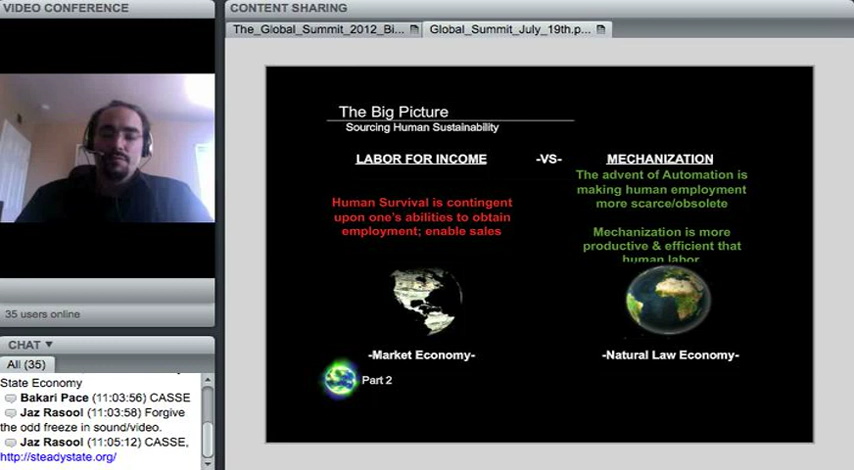 VIDEO CONFERENCE
CONTENT SHARING
The_Global_Summit_2012_Bi...
Global_Summit_July_19th.p...
The Big Picture
Sourcing Human Sustainability
LABOR FOR INCOME
-VS-
MECHANIZATION
Human Survival is contingent
upon one's abilities to obtain
employment; enable sales
The advent of Automation is
making human employment
more scarce/obsolete
Mechanization is more
productive & efficient that
human labor
-Market Economy-
-Natural Law Economy-
Part 2
35 users online
CHAT
All (35)
State Economy
Bakari Pace (11:03:56) CASSE
Jaz Rasool (11:03:58) Forgive
the odd freeze in sound/video.
Jaz Rasool (11:05:12) CASSE,
http://steadystate.org/